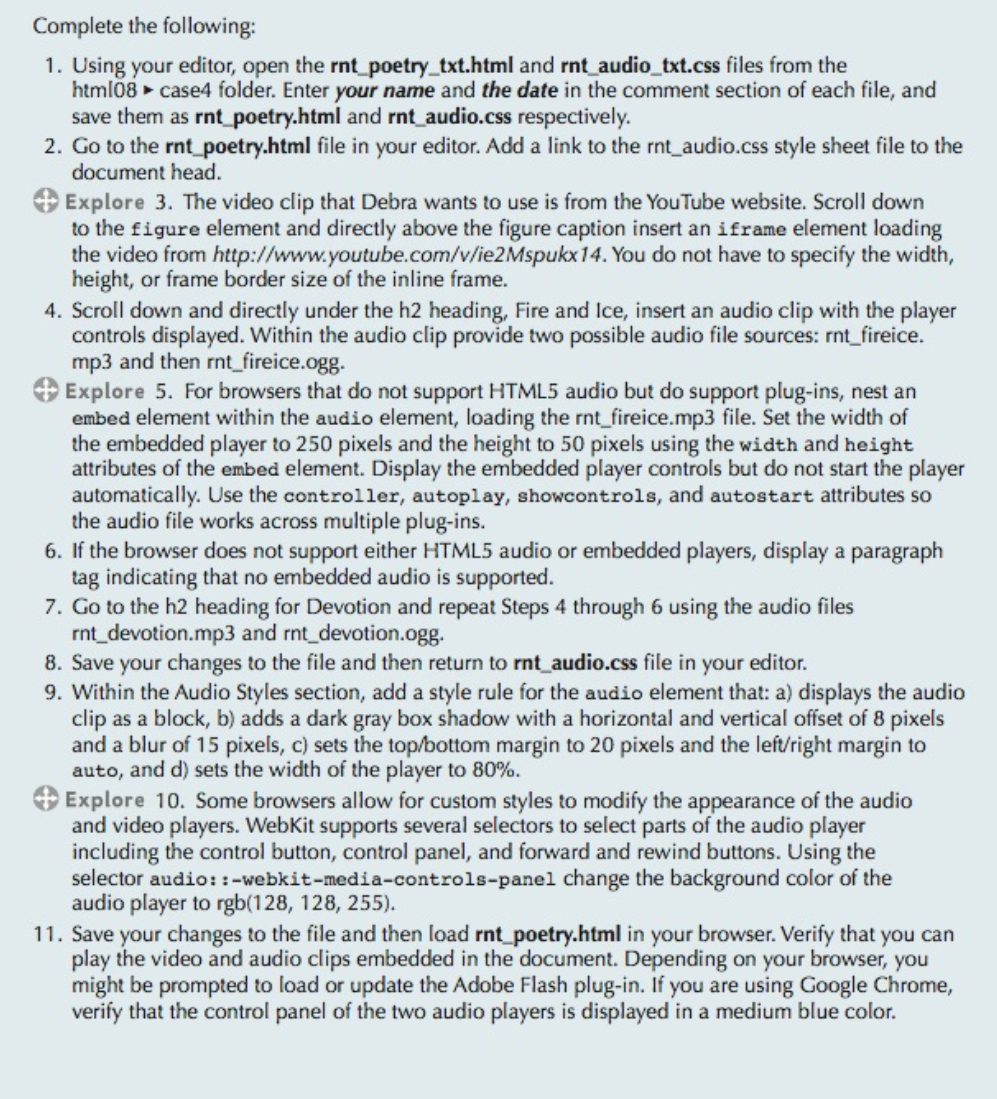 Complete the following:
1. Using your editor, open the rnt_poetry_txt.html and rnt_audio_txt.css files from the
html08 ▸ case4 folder. Enter your name and the date in the comment section of each file, and
save them as rnt_poetry.html and rnt_audio.css respectively.
2. Go to the rnt_poetry.html file in your editor. Add a link to the rnt_audio.css style sheet file to the
document head.
Explore 3. The video clip that Debra wants to use is from the YouTube website. Scroll down
to the figure element and directly above the figure caption insert an iframe element loading
the video from http://www.youtube.com/v/ie2Mspukx14. You do not have to specify the width,
height, or frame border size of the inline frame.
4. Scroll down and directly under the h2 heading, Fire and Ice, insert an audio clip with the player
controls displayed. Within the audio clip provide two possible audio file sources: rnt_fireice.
mp3 and then rnt_fireice.ogg.
Explore 5. For browsers that do not support HTML5 audio but do support plug-ins, nest an
embed element within the audio element, loading the rnt_fireice.mp3 file. Set the width of
the embedded player to 250 pixels and the height to 50 pixels using the width and height
attributes of the embed element. Display the embedded player controls but do not start the player
automatically. Use the controller, autoplay, showcontrols, and autostart attributes so
the audio file works across multiple plug-ins.
6. If the browser does not support either HTML5 audio or embedded players, display a paragraph
tag indicating that no embedded audio is supported.
7. Go to the h2 heading for Devotion and repeat Steps 4 through 6 using the audio files
rnt_devotion.mp3 and rnt_devotion.ogg.
8. Save your changes to the file and then return to rnt_audio.css file in your editor.
9. Within the Audio Styles section, add a style rule for the audio element that: a) displays the audio
clip as a block, b) adds a dark gray box shadow with a horizontal and vertical offset of 8 pixels
and a blur of 15 pixels, c) sets the top/bottom margin to 20 pixels and the left/right margin to
auto, and d) sets the width of the player to 80%.
Explore 10. Some browsers allow for custom styles to modify the appearance of the audio
and video players. WebKit supports several selectors to select parts of the audio player
including the control button, control panel, and forward and rewind buttons. Using the
selector audio::-webkit-media-controls-panel change the background color of the
audio player to rgb(128, 128, 255).
11. Save your changes to the file and then load rnt_poetry.html in your browser. Verify that you can
play the video and audio clips embedded in the document. Depending on your browser, you
might be prompted to load or update the Adobe Flash plug-in. If you are using Google Chrome,
verify that the control panel of the two audio players is displayed in a medium blue color.